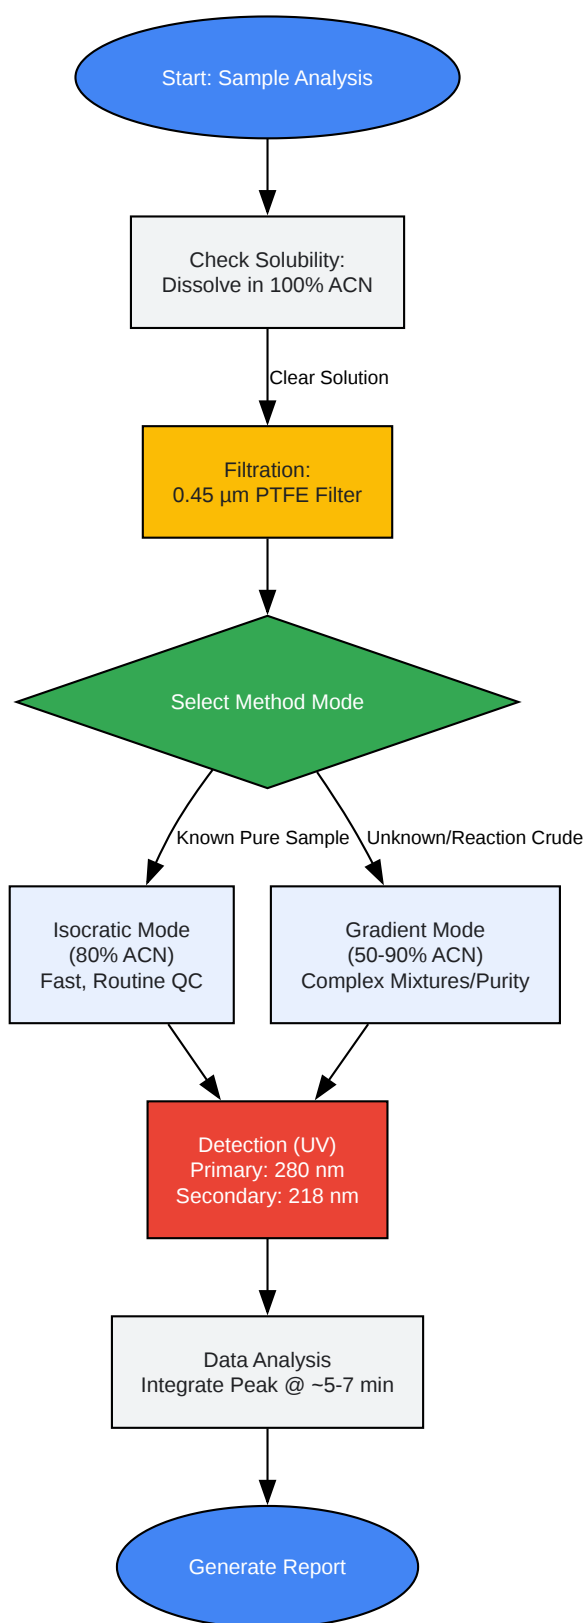 Start: Sample Analysis
Check Solubility:
Dissolve in 100% ACN
Clear Solution
Filtration:
0.45 µm PTFE Filter
Select Method Mode
Known Pure Sample
Unknown/Reaction Crude
Isocratic Mode
(80% ACN)
Fast, Routine QC
Gradient Mode
(50-90% ACN)
Complex Mixtures/Purity
Detection (UV)
Primary: 280 nm
Secondary: 218 nm
Data Analysis
Integrate Peak @ ~5-7 min
Generate Report